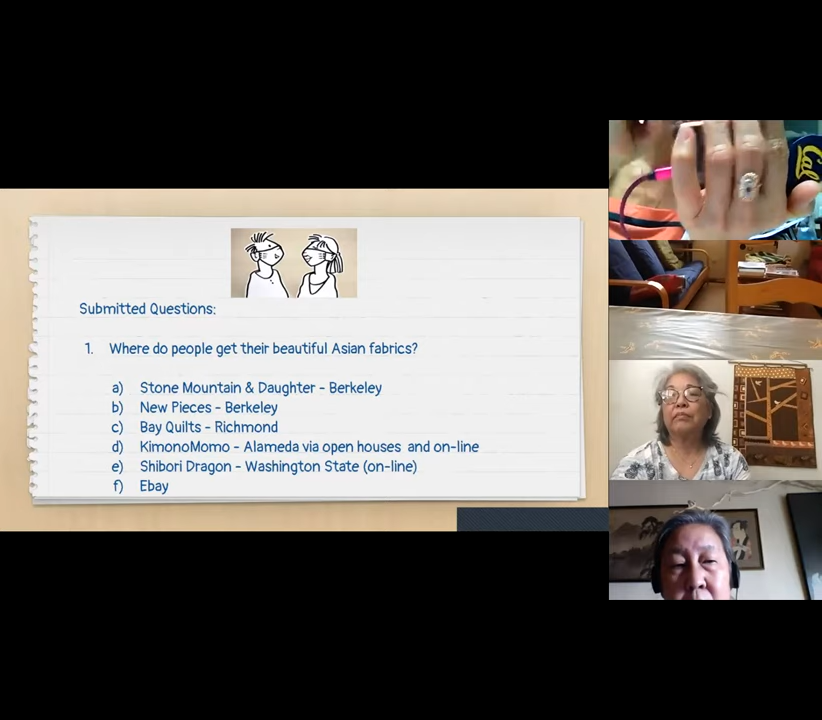 Submitted Questions:
1. Where do people get their beautiful Asian fabrics?
a) Stone Mountain & Daughter - Berkeley
b) New Pieces - Berkeley
c) Bay Quilts - Richmond
d) KimonoMomo - Alameda via open houses and on-line
e) Shibori Dragon - Washington State (on-line)
f) Ebay
Cal